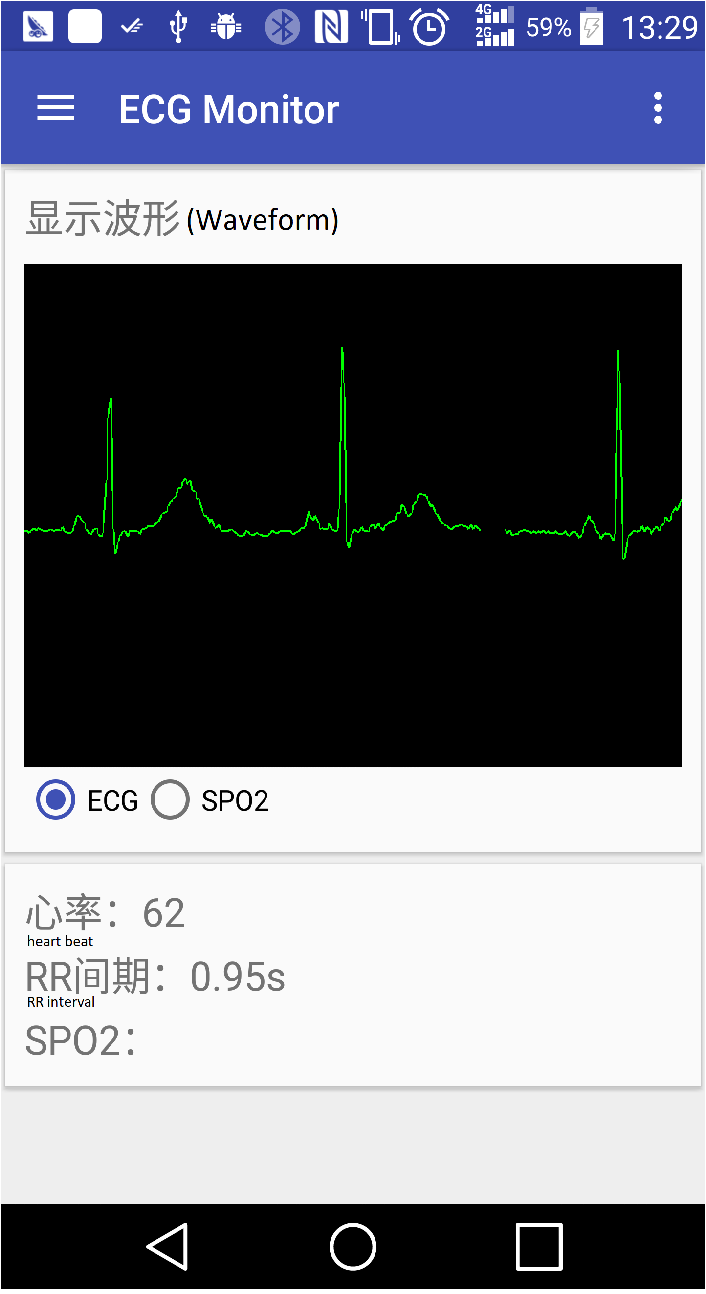 4G 2G 59% 13:29
ECG Monitor
显示波形 (Waveform)
ECG SPO2
心率：62
heart beat
RR间期：0.95s
RR interval
SPO2：